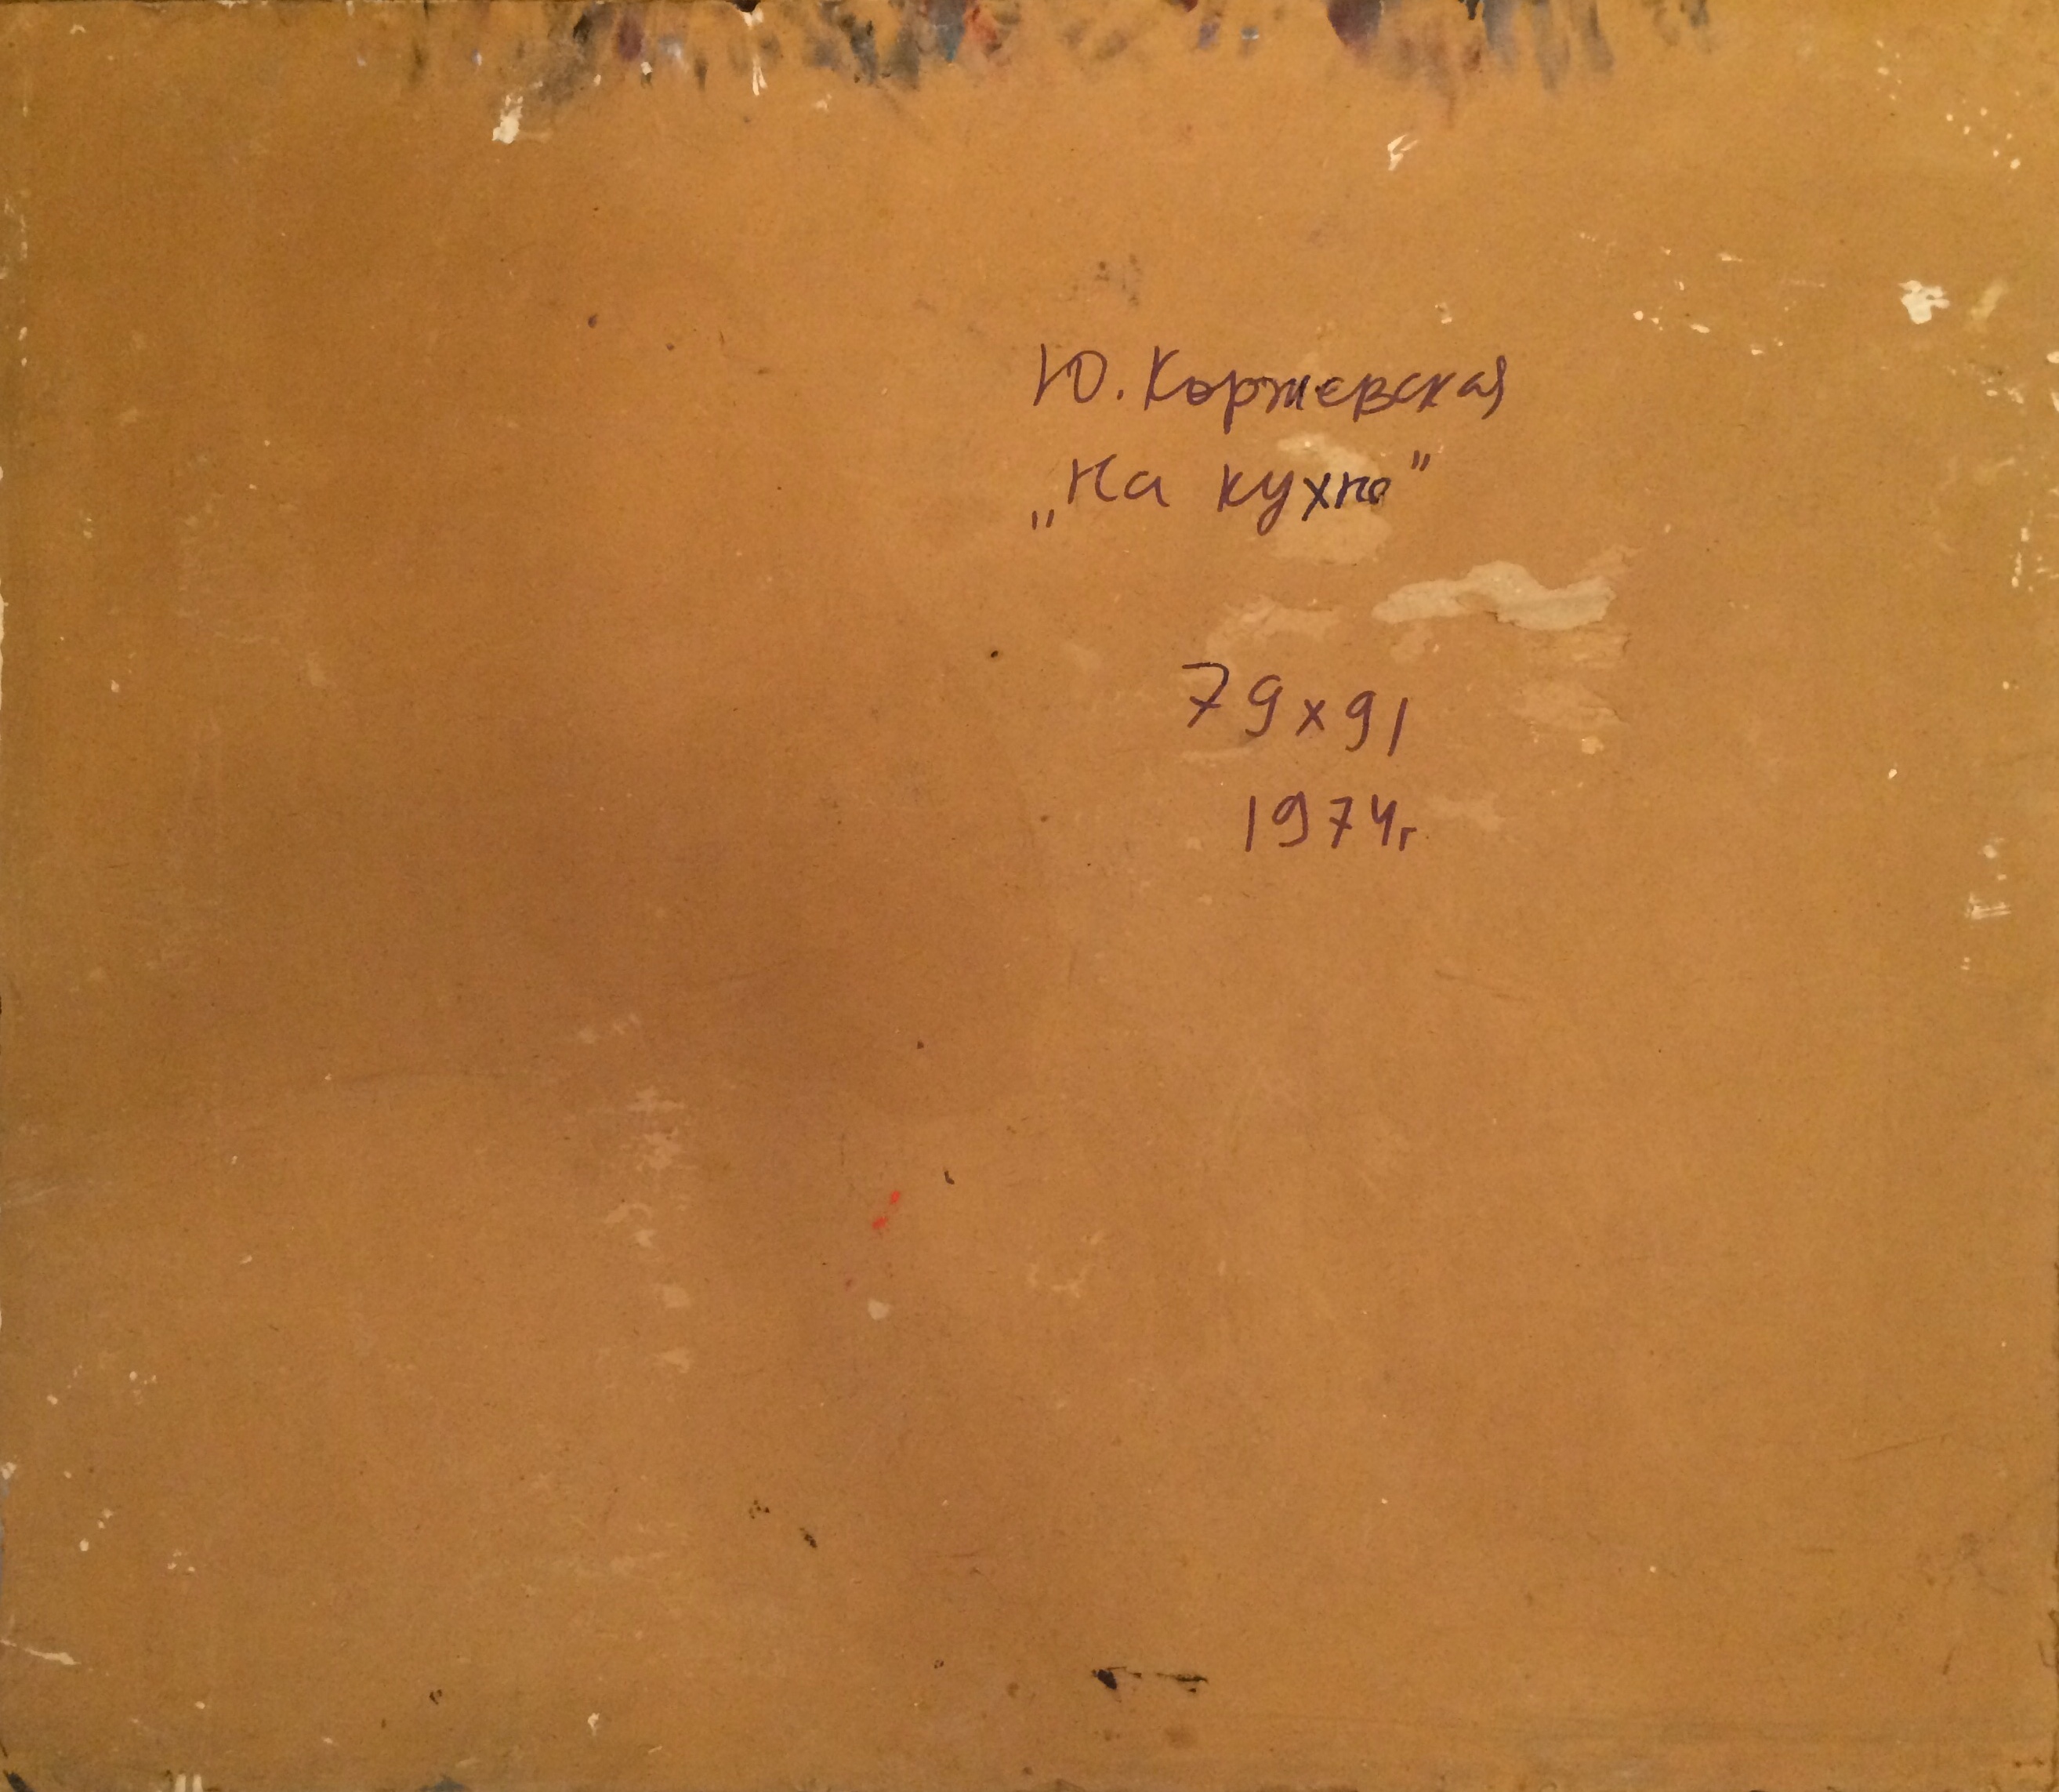 Ю. Коржевская
„На кухне"
79х91
1974г